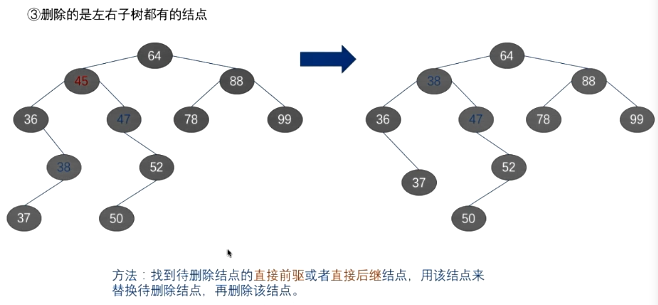 ③删除的是左右子树都有的结点
64 64
45 88 38 88
36 47 78 99 36 47 78 99
38 52 37 52
37 50 50
方法：找到待删除结点的直接前驱或者直接后继结点，用该结点来
替换待删除结点，再删除该结点。